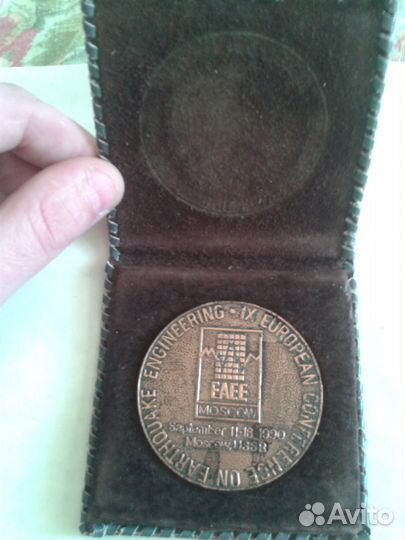 IX EUROPEAN CONFERENCE ON EARTHQUAKE ENGINEERING •
EAEE
MOSCOW
September 11-16, 1990
Moscow, USSR
Avito